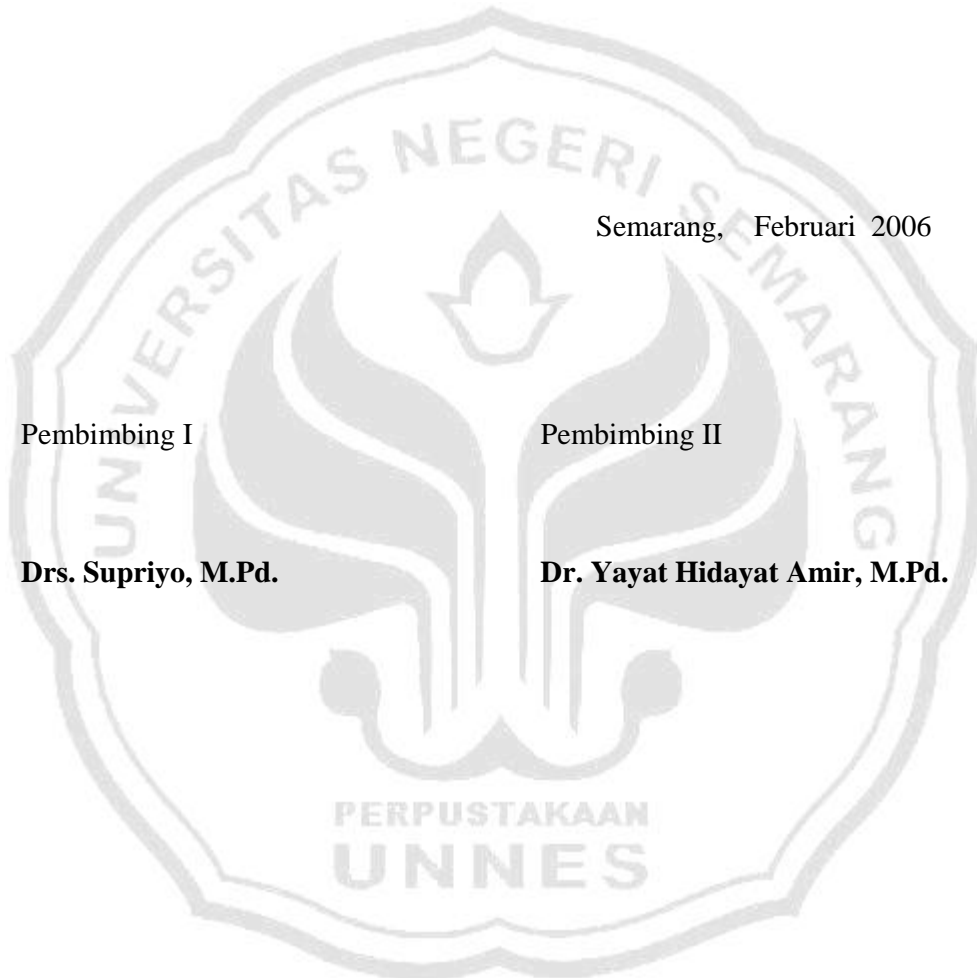 UNIVERSITAS NEGERI SEMARANG
Semarang, Februari 2006
Pembimbing I Pembimbing II
Drs. Supriyo, M.Pd. Dr. Yayat Hidayat Amir, M.Pd.
PERPUSTAKAAN
UNNES